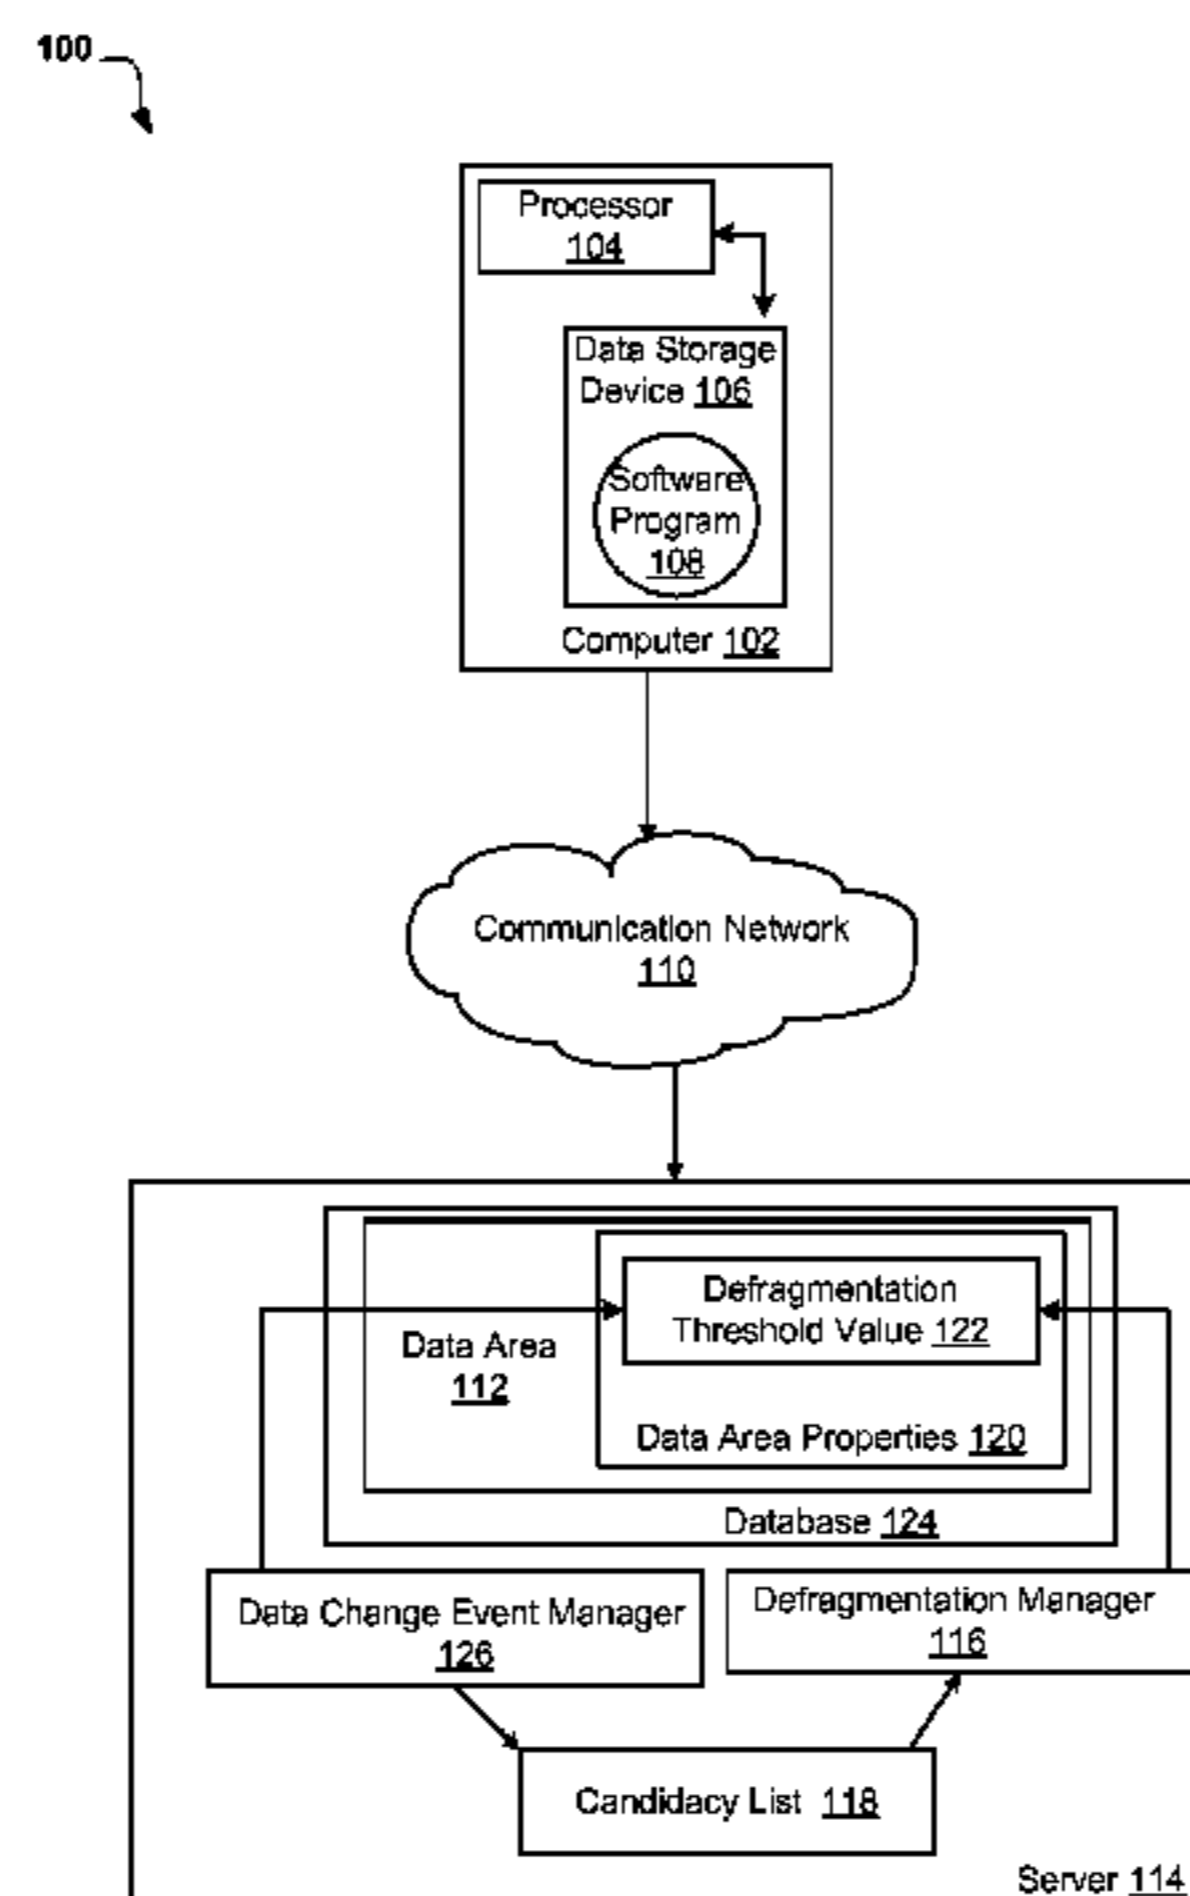 100
Processor
104
Data Storage
Device 106
Software
Program
108
Computer 102
Communication Network
110
Defragmentation
Threshold Value 122
Data Area
112
Data Area Properties 120
Database 124
Data Change Event Manager
126
Defragmentation Manager
116
Candidacy List 118
Server 114